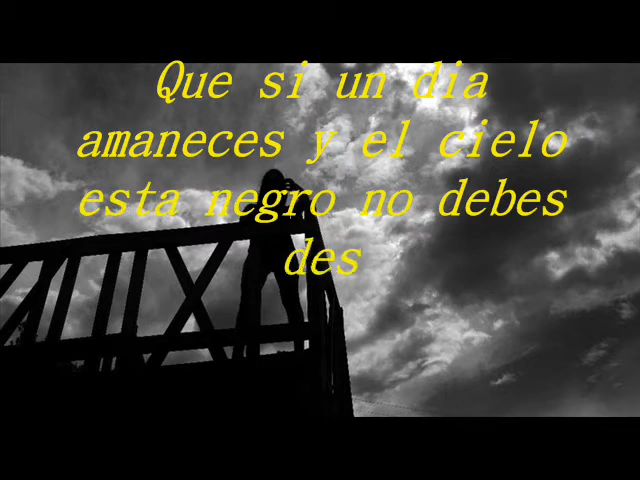 Que si un dia
amaneces y el cielo
esta negro no debes
des